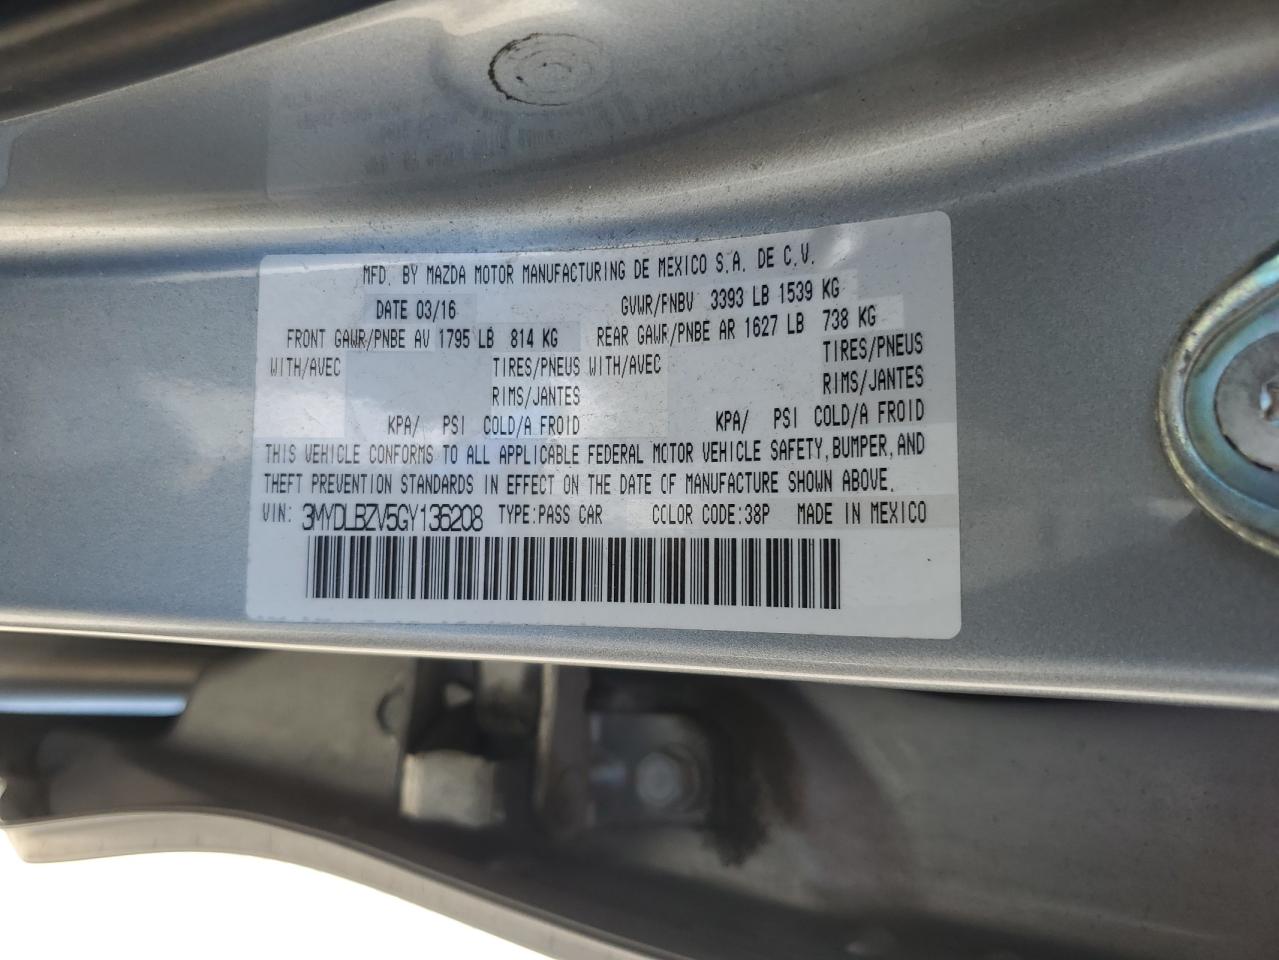 MFD. BY MAZDA MOTOR MANUFACTURING DE MEXICO S.A. DE C.V.
DATE 03/16 GVWR/PNBV 3393 LB 1539 KG
FRONT GAWR/PNBE AV 1795 LB 814 KG REAR GAWR/PNBE AR 1627 LB 738 KG
WITH/AVEC TIRES/PNEUS WITH/AVEC TIRES/PNEUS
RIMS/JANTES RIMS/JANTES
KPA/ PSI COLD/A FROID KPA/ PSI COLD/A FROID
THIS VEHICLE CONFORMS TO ALL APPLICABLE FEDERAL MOTOR VEHICLE SAFETY, BUMPER, AND
THEFT PREVENTION STANDARDS IN EFFECT ON THE DATE OF MANUFACTURE SHOWN ABOVE.
VIN: 3MYDLBZV5GY136208 TYPE:PASS CAR COLOR CODE:38P MADE IN MEXICO